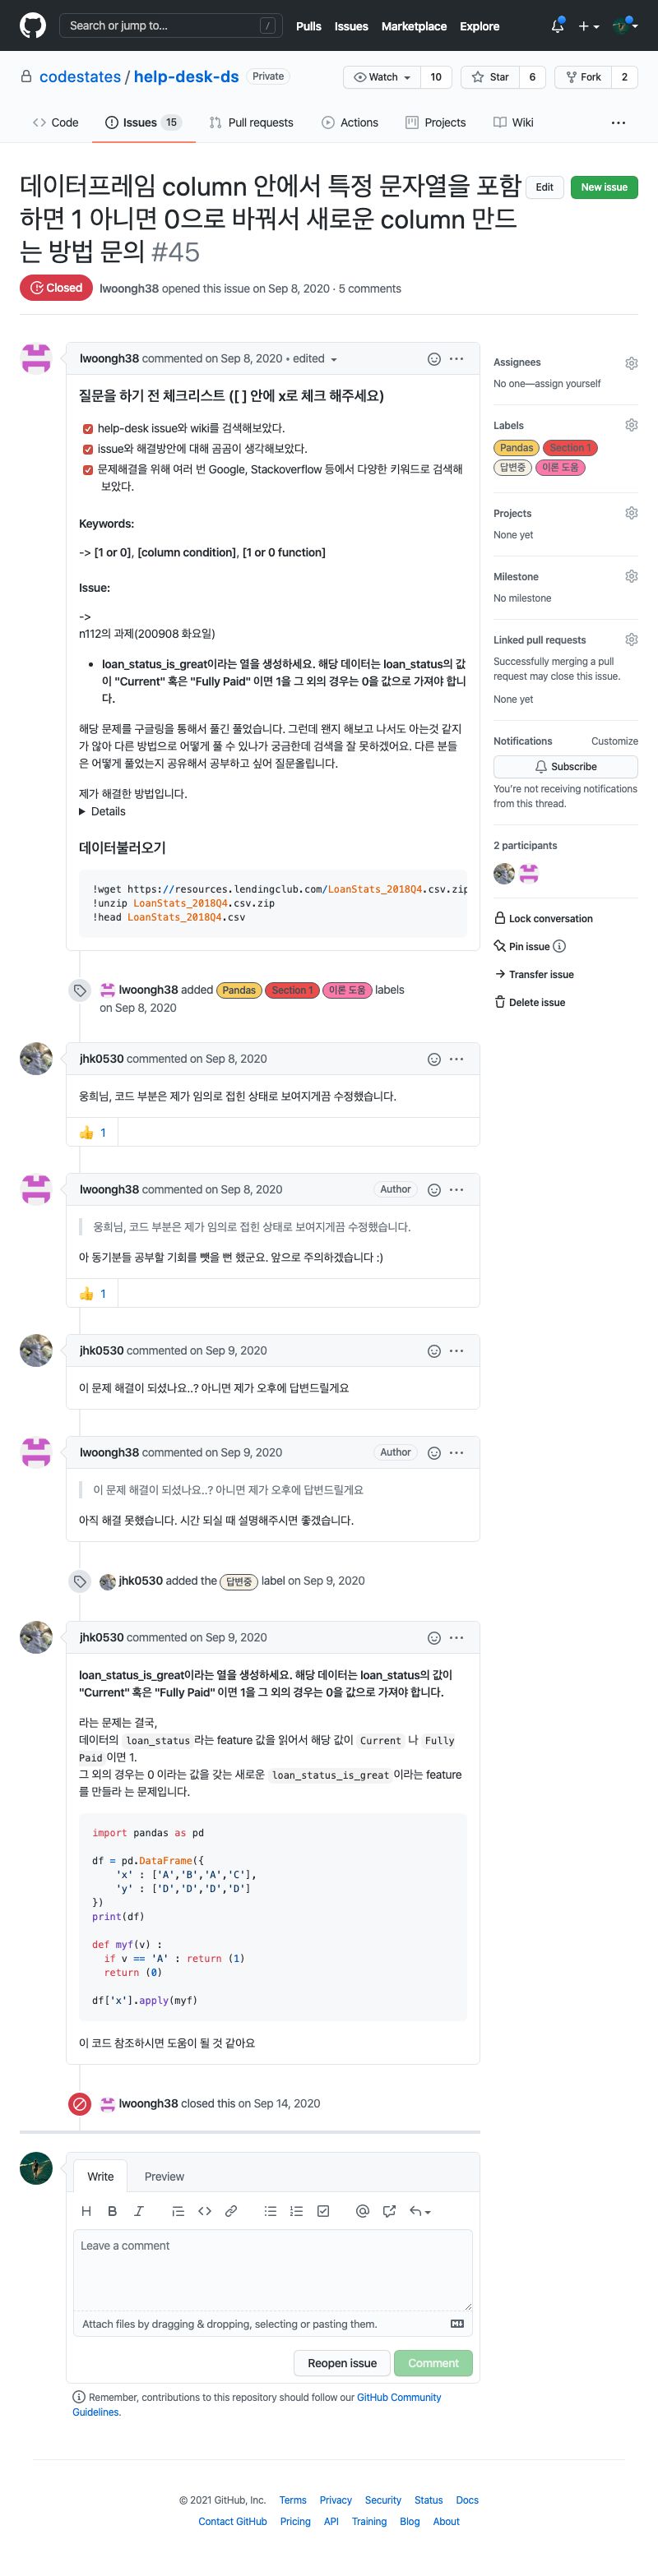 Search or jump to...
/
Pulls Issues Marketplace Explore
codestates / help-desk-ds Private
Watch 10 Star 6 Fork 2
Code Issues 15 Pull requests Actions Projects Wiki
데이터프레임 column 안에서 특정 문자열을 포함
하면 1 아니면 0으로 바꿔서 새로운 column 만드
는 방법 문의 #45
Edit New issue
Closed lwoongh38 opened this issue on Sep 8, 2020 · 5 comments
lwoongh38 commented on Sep 8, 2020 • edited
질문을 하기 전 체크리스트 ([ ] 안에 x로 체크 해주세요)
help-desk issue와 wiki를 검색해보았다.
issue와 해결방안에 대해 곰곰이 생각해보았다.
문제해결을 위해 여러 번 Google, Stackoverflow 등에서 다양한 키워드로 검색해
보았다.
Keywords:
-> [1 or 0], [column condition], [1 or 0 function]
Issue:
->
n112의 과제(200908 화요일)
• loan_status_is_great이라는 열을 생성하세요. 해당 데이터는 loan_status의 값
이 "Current" 혹은 "Fully Paid" 이면 1을 그 외의 경우는 0을 값으로 가져야 합니
다.
해당 문제를 구글링을 통해서 풀긴 풀었습니다. 그런데 왠지 해보고 나서도 아는것 같지
가 않아 다른 방법으로 어떻게 풀 수 있나가 궁금한데 검색을 잘 못하겠어요. 다른 분들
은 어떻게 풀었는지 공유해서 공부하고 싶어 질문올립니다.
제가 해결한 방법입니다.
▶ Details
데이터불러오기
!wget https://resources.lendingclub.com/LoanStats_2018Q4.csv.zip
!unzip LoanStats_2018Q4.csv.zip
!head LoanStats_2018Q4.csv
lwoongh38 added Pandas Section 1 이론 도움 labels
on Sep 8, 2020
jhk0530 commented on Sep 8, 2020
웅희님, 코드 부분은 제가 임의로 접힌 상태로 보여지게끔 수정했습니다.
👍 1
lwoongh38 commented on Sep 8, 2020 Author
웅희님, 코드 부분은 제가 임의로 접힌 상태로 보여지게끔 수정했습니다.
아 동기분들 공부할 기회를 뺏을 뻔 했군요. 앞으로 주의하겠습니다 :)
👍 1
jhk0530 commented on Sep 9, 2020
이 문제 해결이 되셨나요..? 아니면 제가 오후에 답변드릴게요
lwoongh38 commented on Sep 9, 2020 Author
이 문제 해결이 되셨나요..? 아니면 제가 오후에 답변드릴게요
아직 해결 못했습니다. 시간 되실 때 설명해주시면 좋겠습니다.
jhk0530 added the 답변중 label on Sep 9, 2020
jhk0530 commented on Sep 9, 2020
loan_status_is_great이라는 열을 생성하세요. 해당 데이터는 loan_status의 값이
"Current" 혹은 "Fully Paid" 이면 1을 그 외의 경우는 0을 값으로 가져야 합니다.
라는 문제는 결국,
데이터의 loan_status 라는 feature 값을 읽어서 해당 값이 Current 나 Fully
Paid 이면 1.
그 외의 경우는 0 이라는 값을 갖는 새로운 loan_status_is_great 이라는 feature
를 만들라 는 문제입니다.
import pandas as pd
df = pd.DataFrame({
'x' : ['A','B','A','C'],
'y' : ['D','D','D','D']
})
print(df)
def myf(v) :
if v == 'A' : return (1)
return (0)
df['x'].apply(myf)
이 코드 참조하시면 도움이 될 것 같아요
lwoongh38 closed this on Sep 14, 2020
Write Preview
Leave a comment
Attach files by dragging & dropping, selecting or pasting them.
Reopen issue Comment
Remember, contributions to this repository should follow our GitHub Community
Guidelines.
Assignees
No one—assign yourself
Labels
Pandas Section 1
답변중 이론 도움
Projects
None yet
Milestone
No milestone
Linked pull requests
Successfully merging a pull
request may close this issue.
None yet
Notifications Customize
Subscribe
You're not receiving notifications
from this thread.
2 participants
Lock conversation
Pin issue
Transfer issue
Delete issue
© 2021 GitHub, Inc. Terms Privacy Security Status Docs
Contact GitHub Pricing API Training Blog About